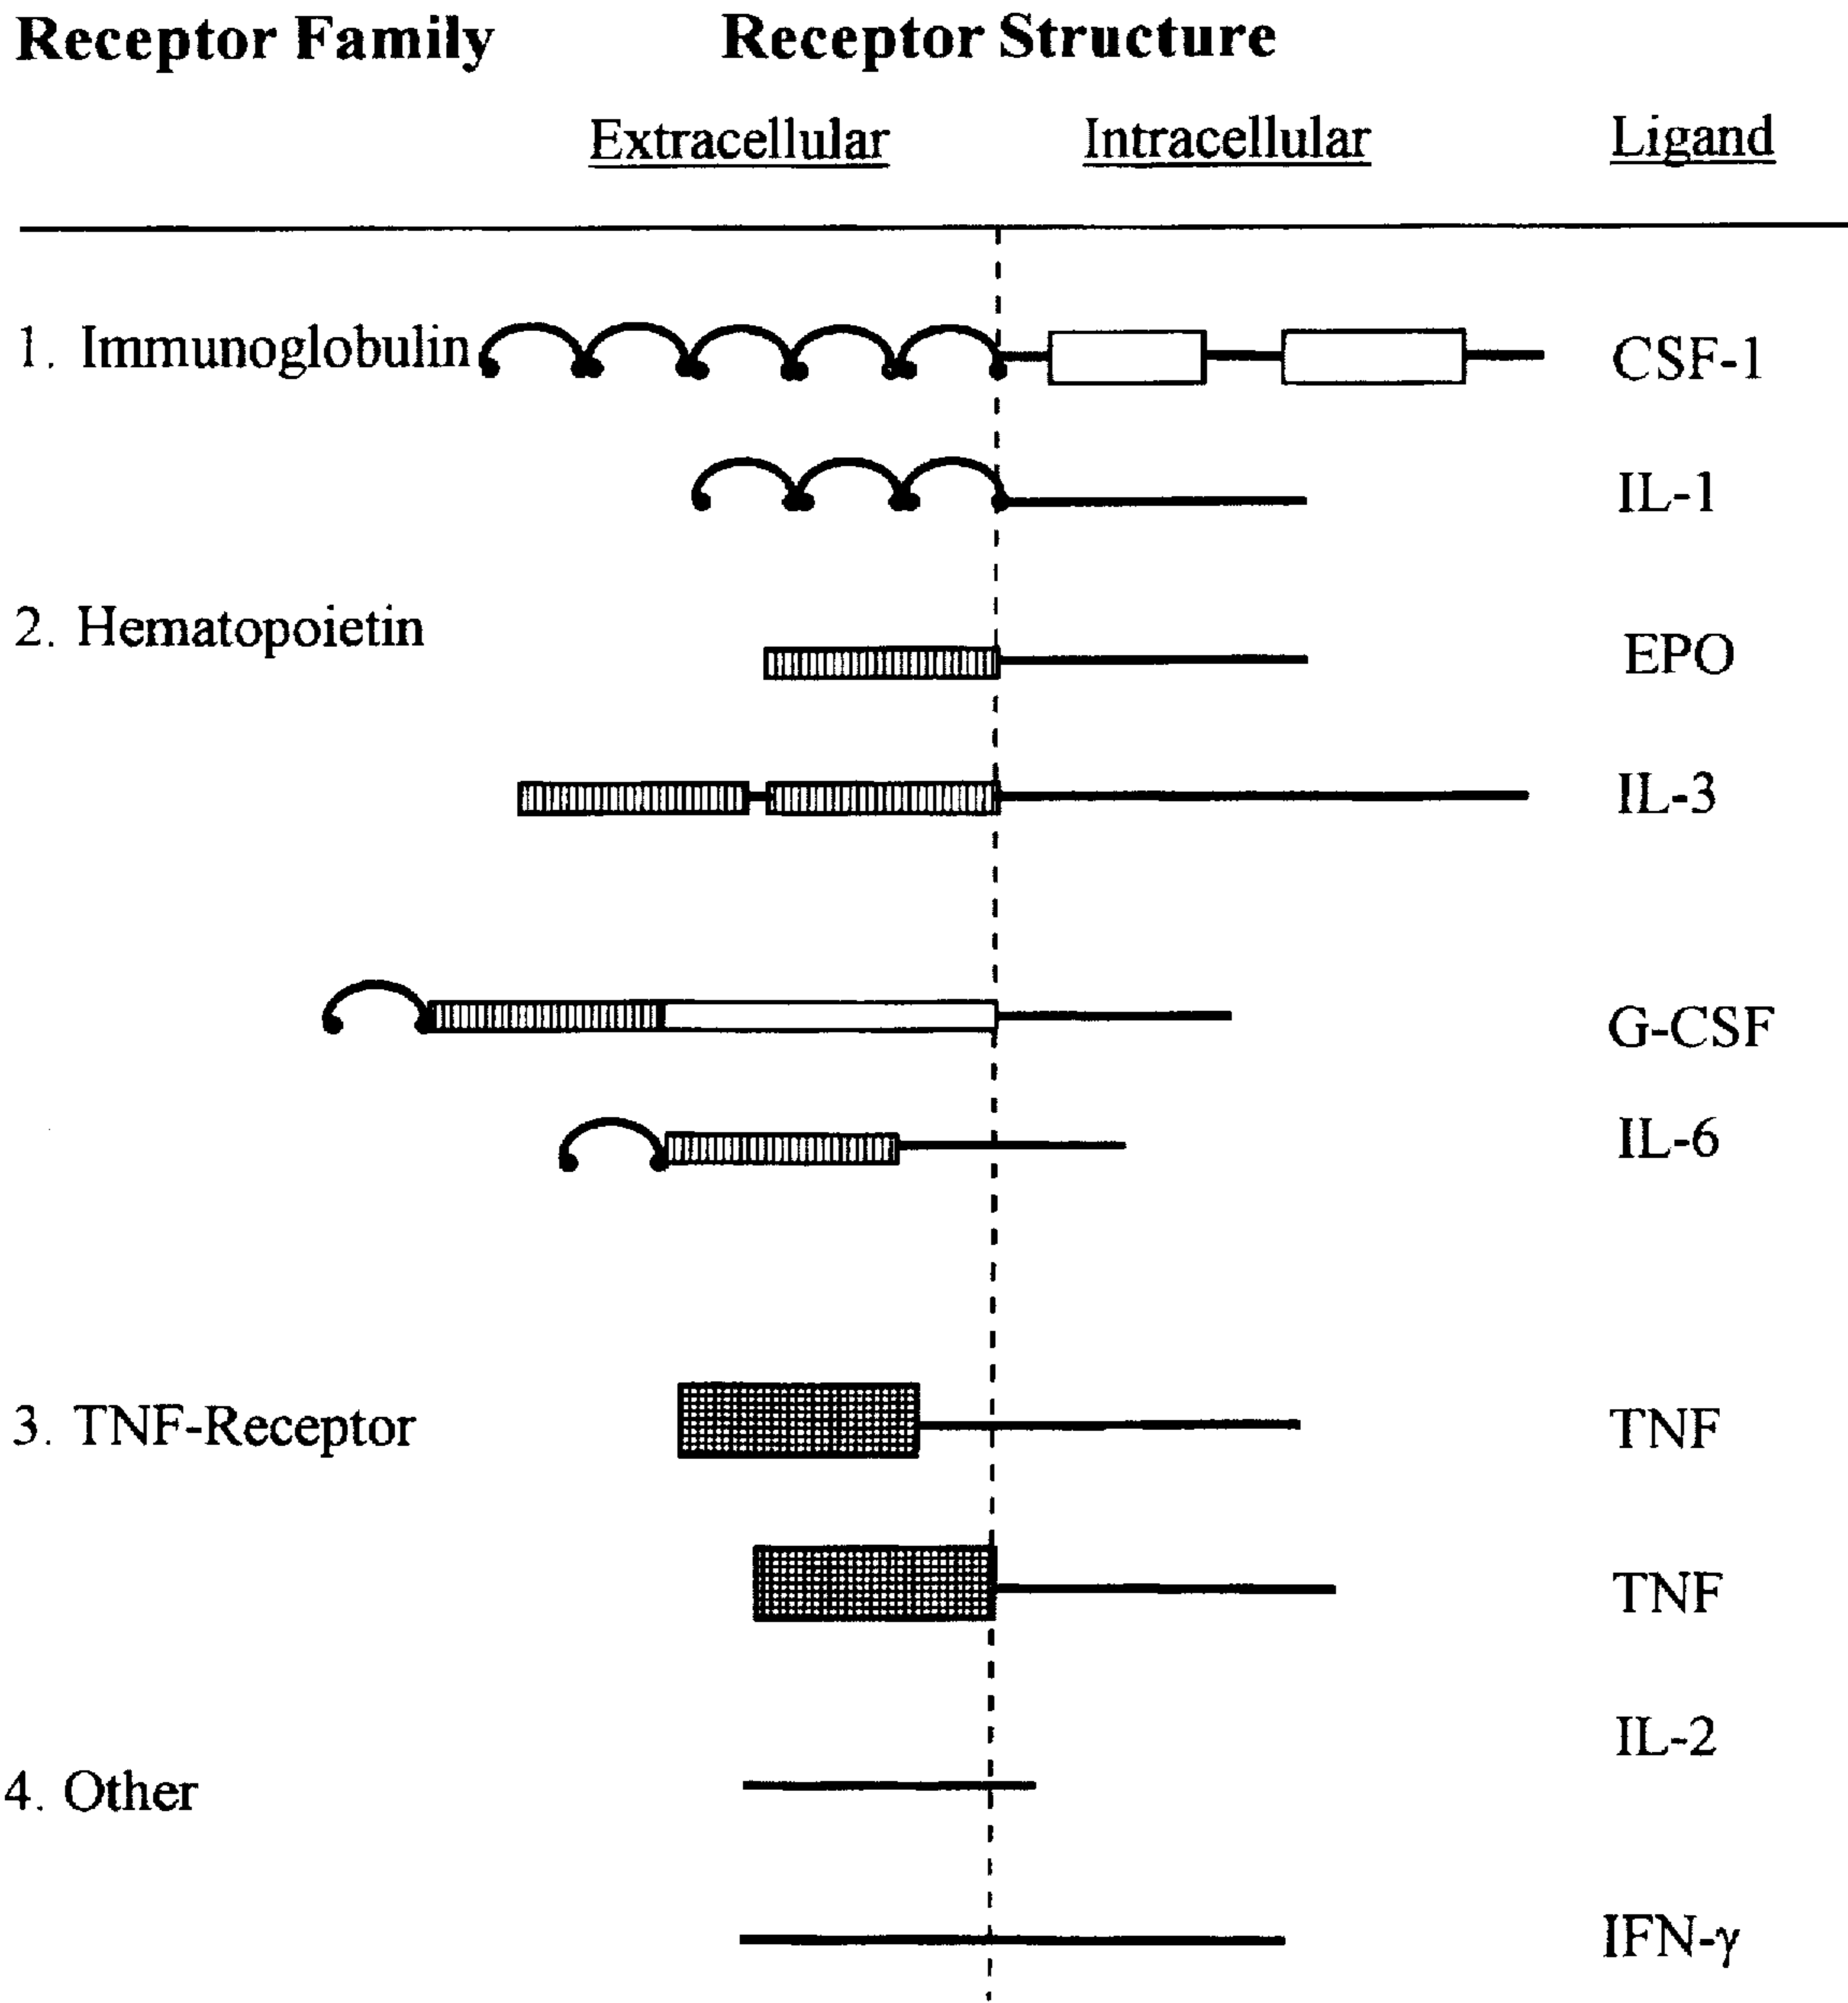 Receptor Family Receptor Structure
Extracellular Intracellular Ligand
1. Immunoglobulin CSF-1
IL-1
2. Hematopoietin EPO
IL-3
G-CSF
IL-6
3. TNF-Receptor TNF
TNF
IL-2
4. Other
IFN-γ